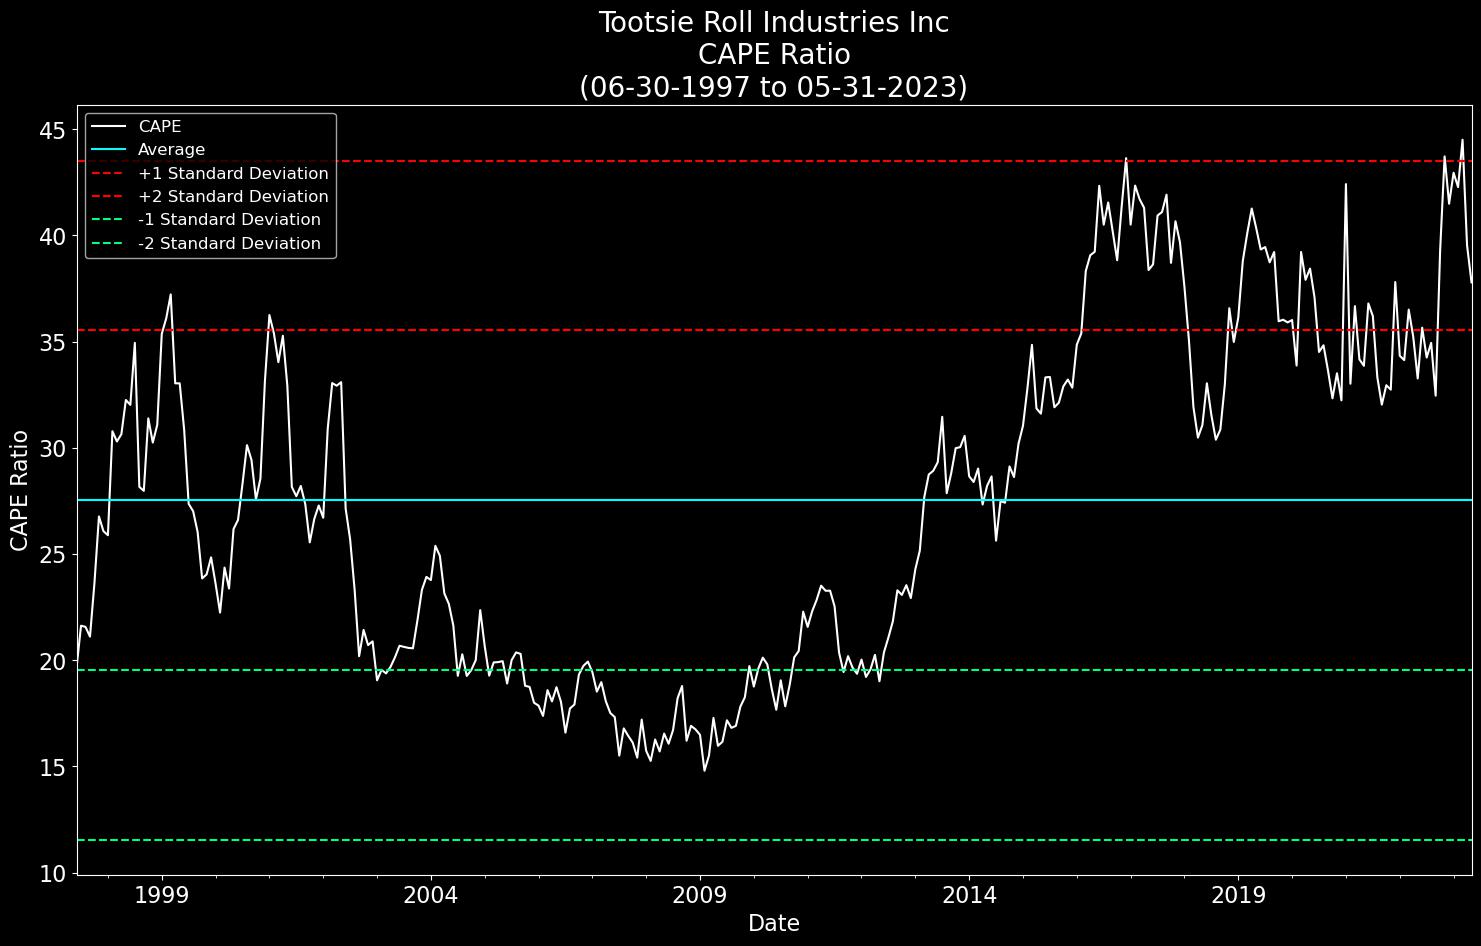 Tootsie Roll Industries Inc
CAPE Ratio
(06-30-1997 to 05-31-2023)
CAPE
Average
+1 Standard Deviation
+2 Standard Deviation
-1 Standard Deviation
-2 Standard Deviation
CAPE Ratio
45
40
35
30
25
20
15
10
1999
2004
2009
2014
2019
Date